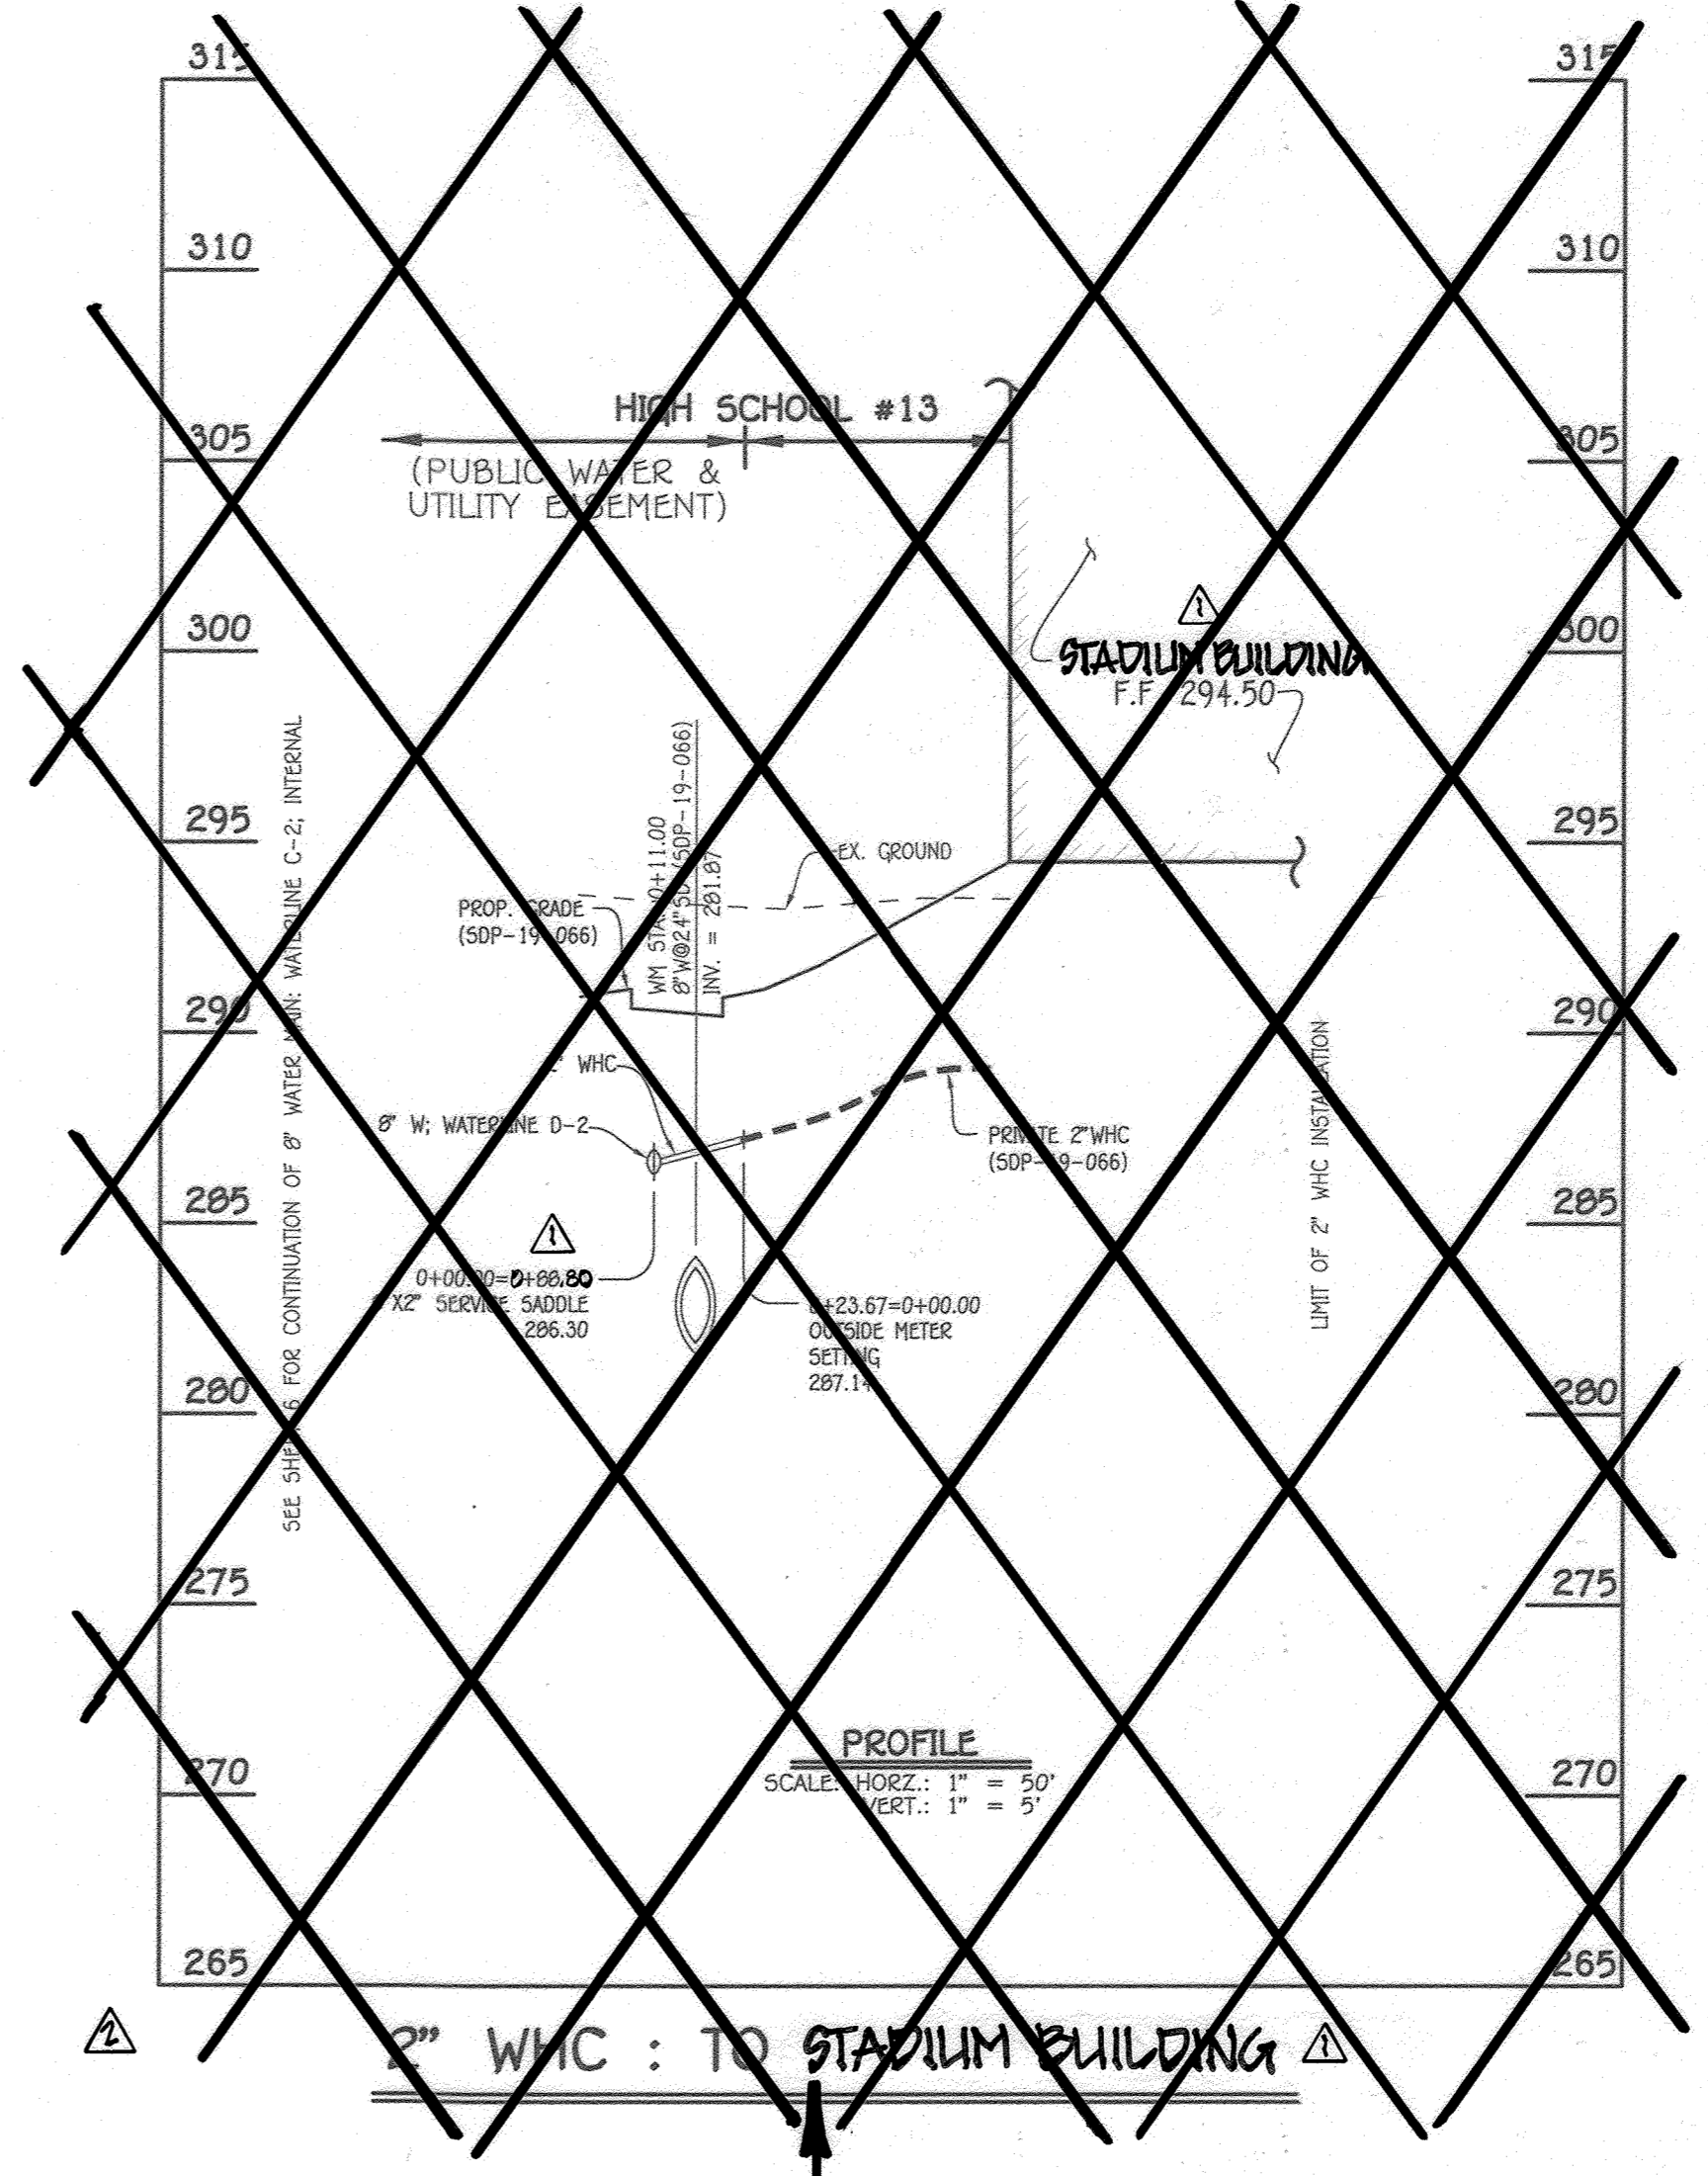 315
315
310
310
HIGH SCHOOL #13
305
305
(PUBLIC WATER &
UTILITY EASEMENT)
1
300
300
STADIUM BUILDING
F.F. 294.50
SEE SHEET 6 FOR CONTINUATION OF 8" WATER MAIN: WATERLINE C-2; INTERNAL
295
295
WM STA. 0+11.00
8"W@24"SD (SDP-19-066)
INV. = 281.87
EX. GROUND
PROP. GRADE
(SDP-19-066)
290
290
LIMIT OF 2" WHC INSTALLATION
WHC
8" W; WATERLINE D-2
PRIVATE 2"WHC
(SDP-19-066)
285
285
1
0+00.00=0+88.80
X2" SERVICE SADDLE
286.30
+23.67=0+00.00
OUTSIDE METER
SETTING
287.14
280
280
275
275
PROFILE
SCALE: HORZ.: 1" = 50'
VERT.: 1" = 5'
270
270
265
265
2
2" WHC : TO STADIUM BUILDING
1